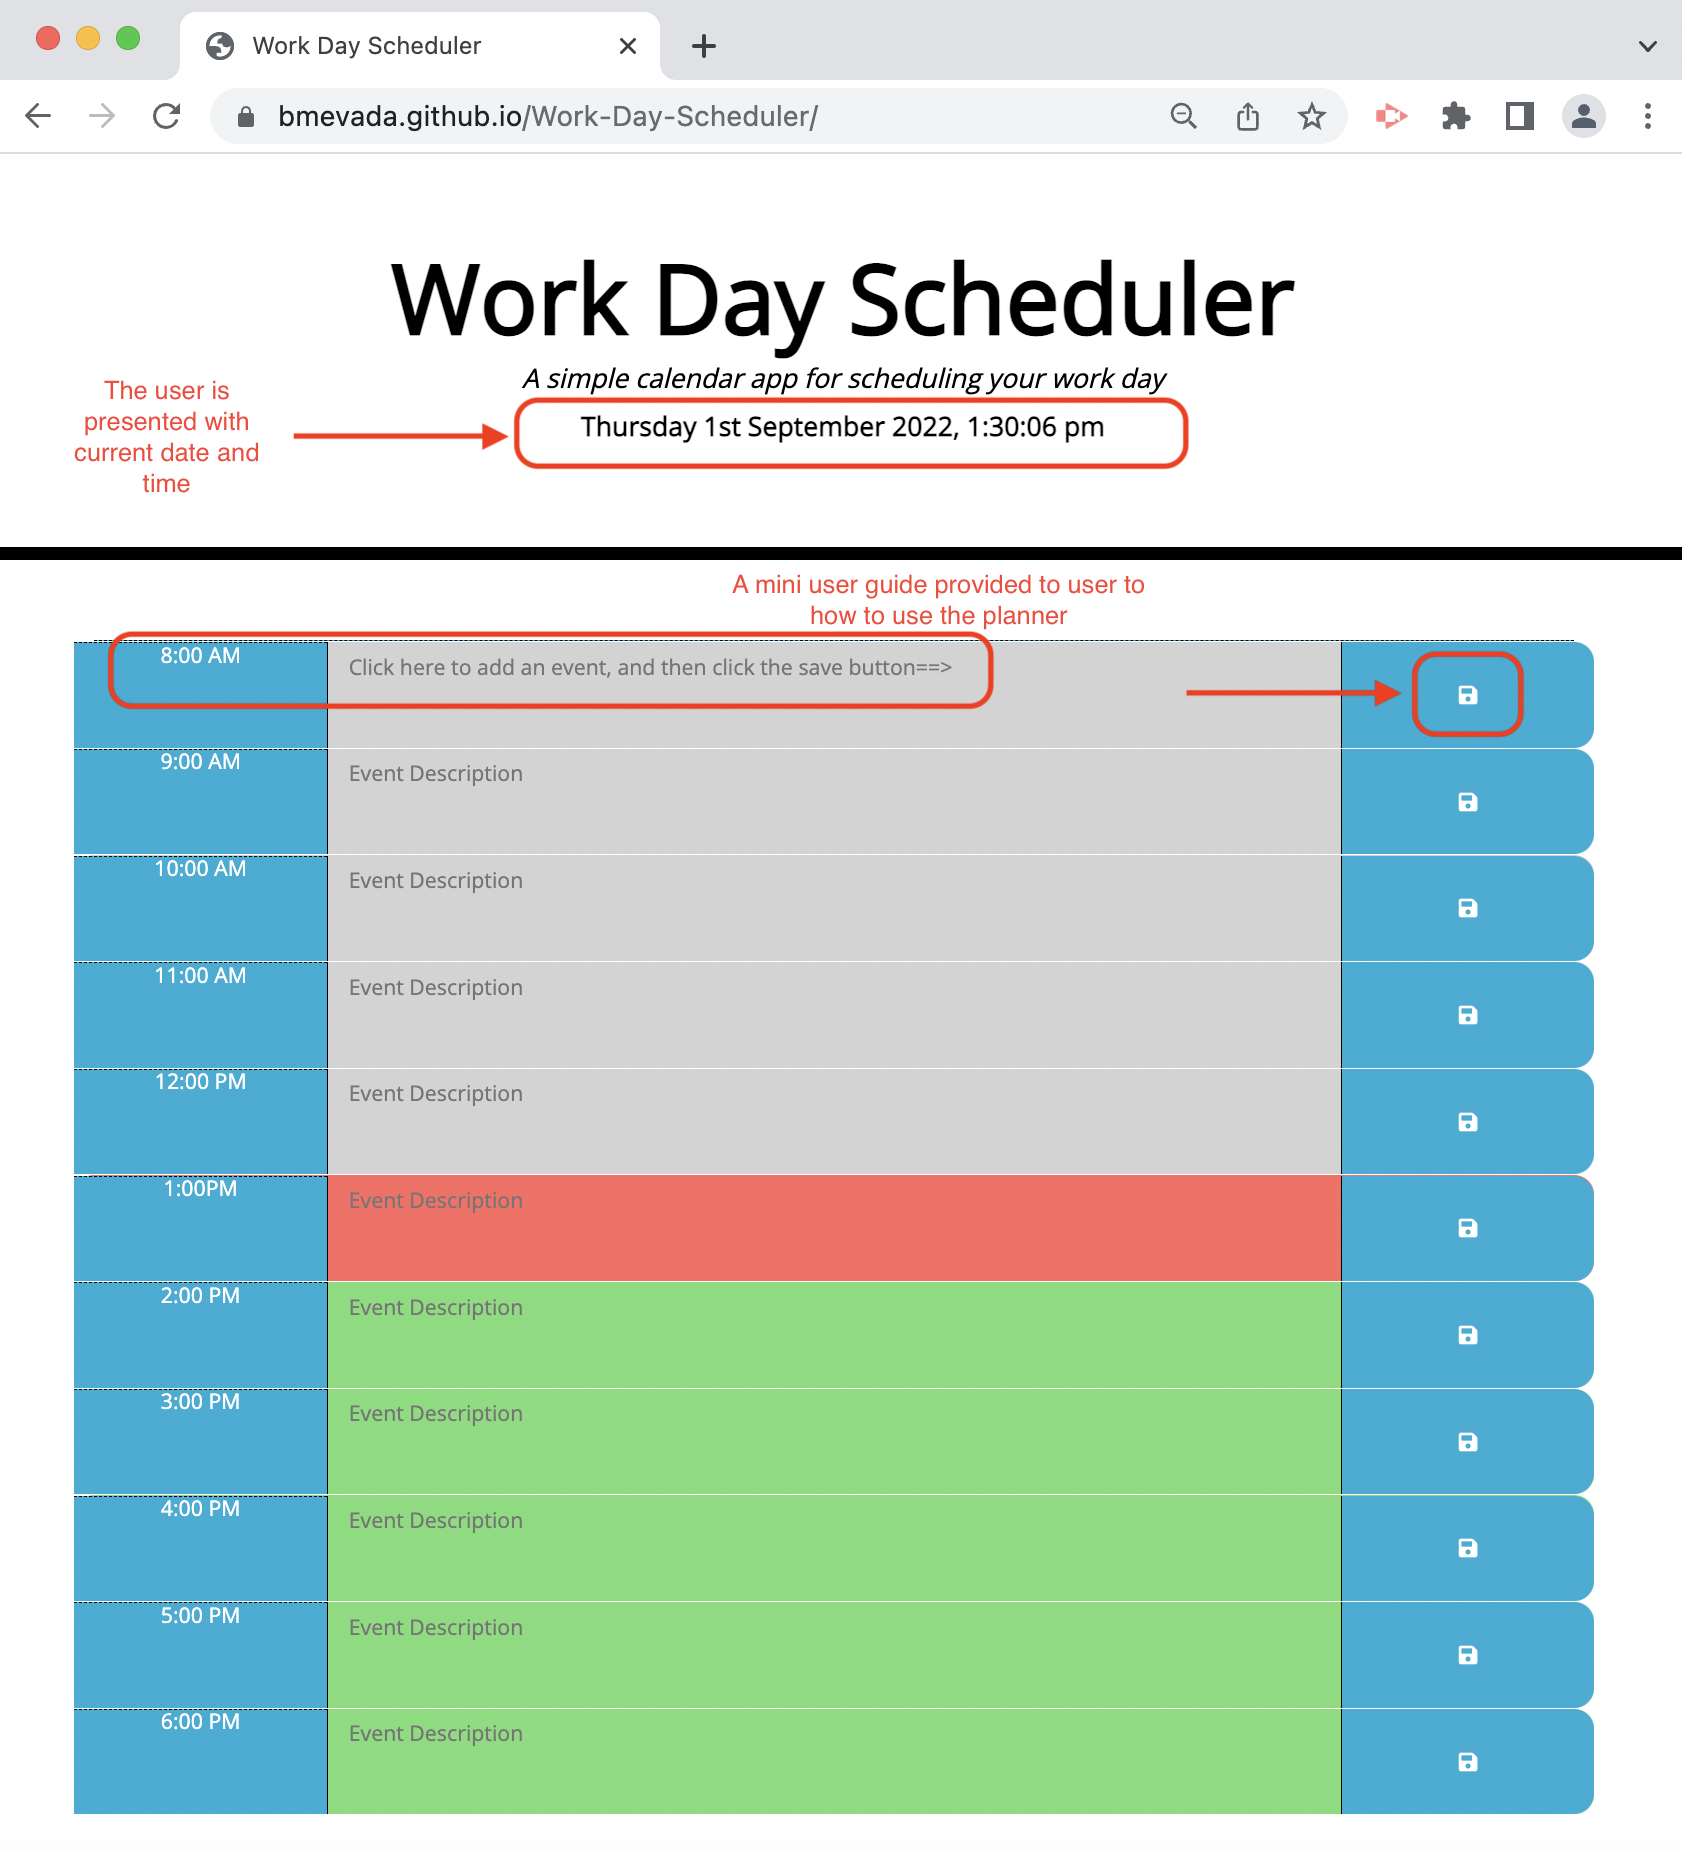 Work Day Scheduler
bmevada.github.io/Work-Day-Scheduler/
Work Day Scheduler
A simple calendar app for scheduling your work day
The user is
presented with
current date and
time
Thursday 1st September 2022, 1:30:06 pm
A mini user guide provided to user to
how to use the planner
8:00 AM
Click here to add an event, and then click the save button==>
9:00 AM
Event Description
10:00 AM
Event Description
11:00 AM
Event Description
12:00 PM
Event Description
1:00PM
Event Description
2:00 PM
Event Description
3:00 PM
Event Description
4:00 PM
Event Description
5:00 PM
Event Description
6:00 PM
Event Description